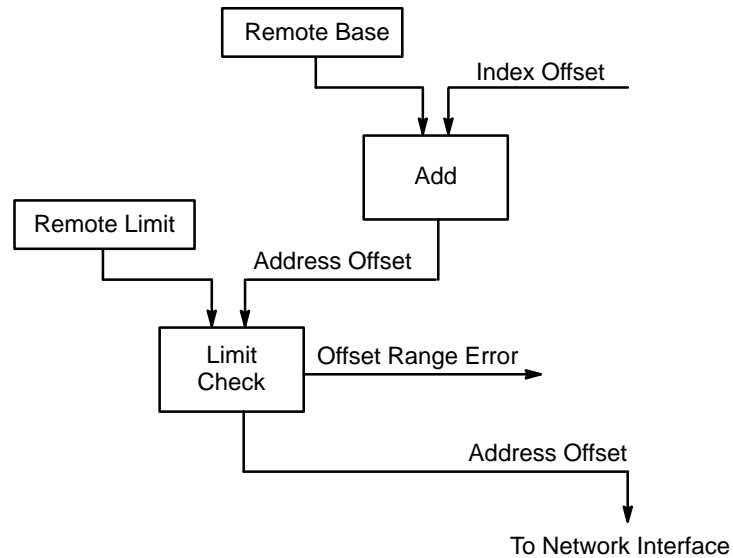 Remote Base
Index Offset
Add
Remote Limit
Address Offset
Limit
Check
Offset Range Error
Address Offset
To Network Interface